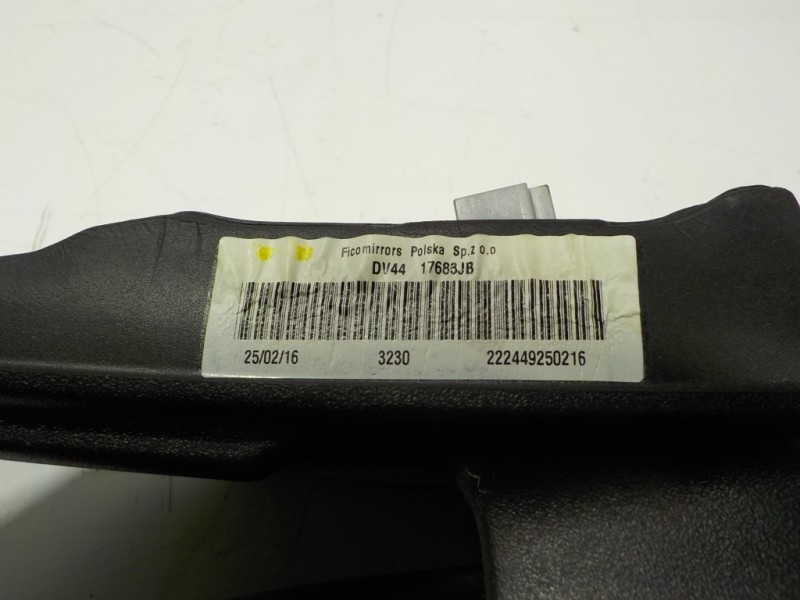 Ficomirrors Polska Sp.z o.o
DV44 17683JB
25/02/16 3230 222449250216